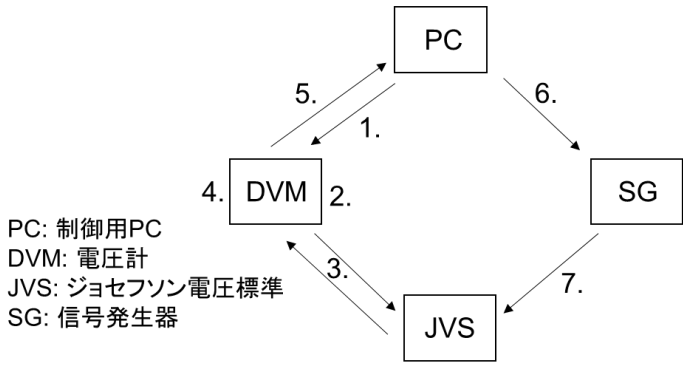 PC
5.
6.
1.
4.
DVM
2.
SG
PC: 制御用PC
DVM: 電圧計
JVS: ジョセフソン電圧標準
SG: 信号発生器
3.
7.
JVS